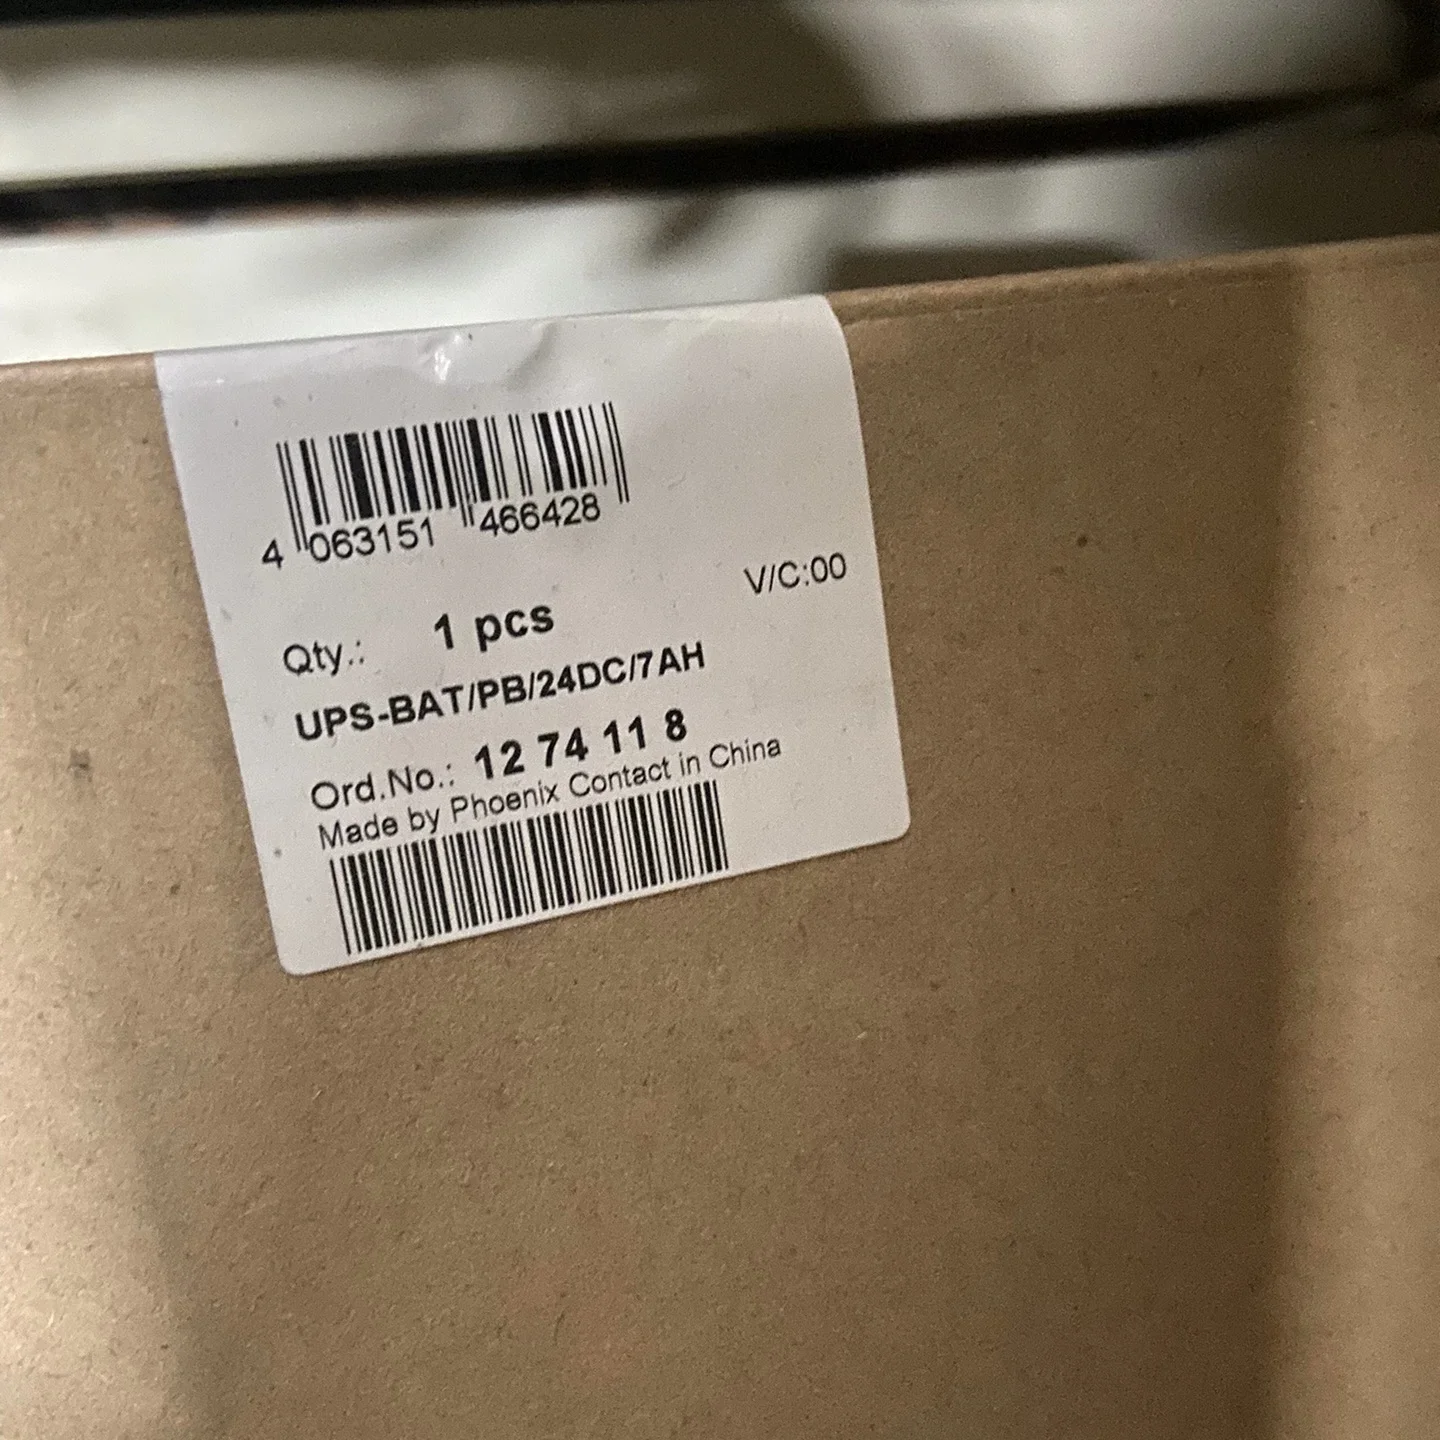 4 063151 466428
V/C:00
Qty.: 1 pcs
UPS-BAT/PB/24DC/7AH
Ord.No.: 12 74 11 8
Made by Phoenix Contact in China